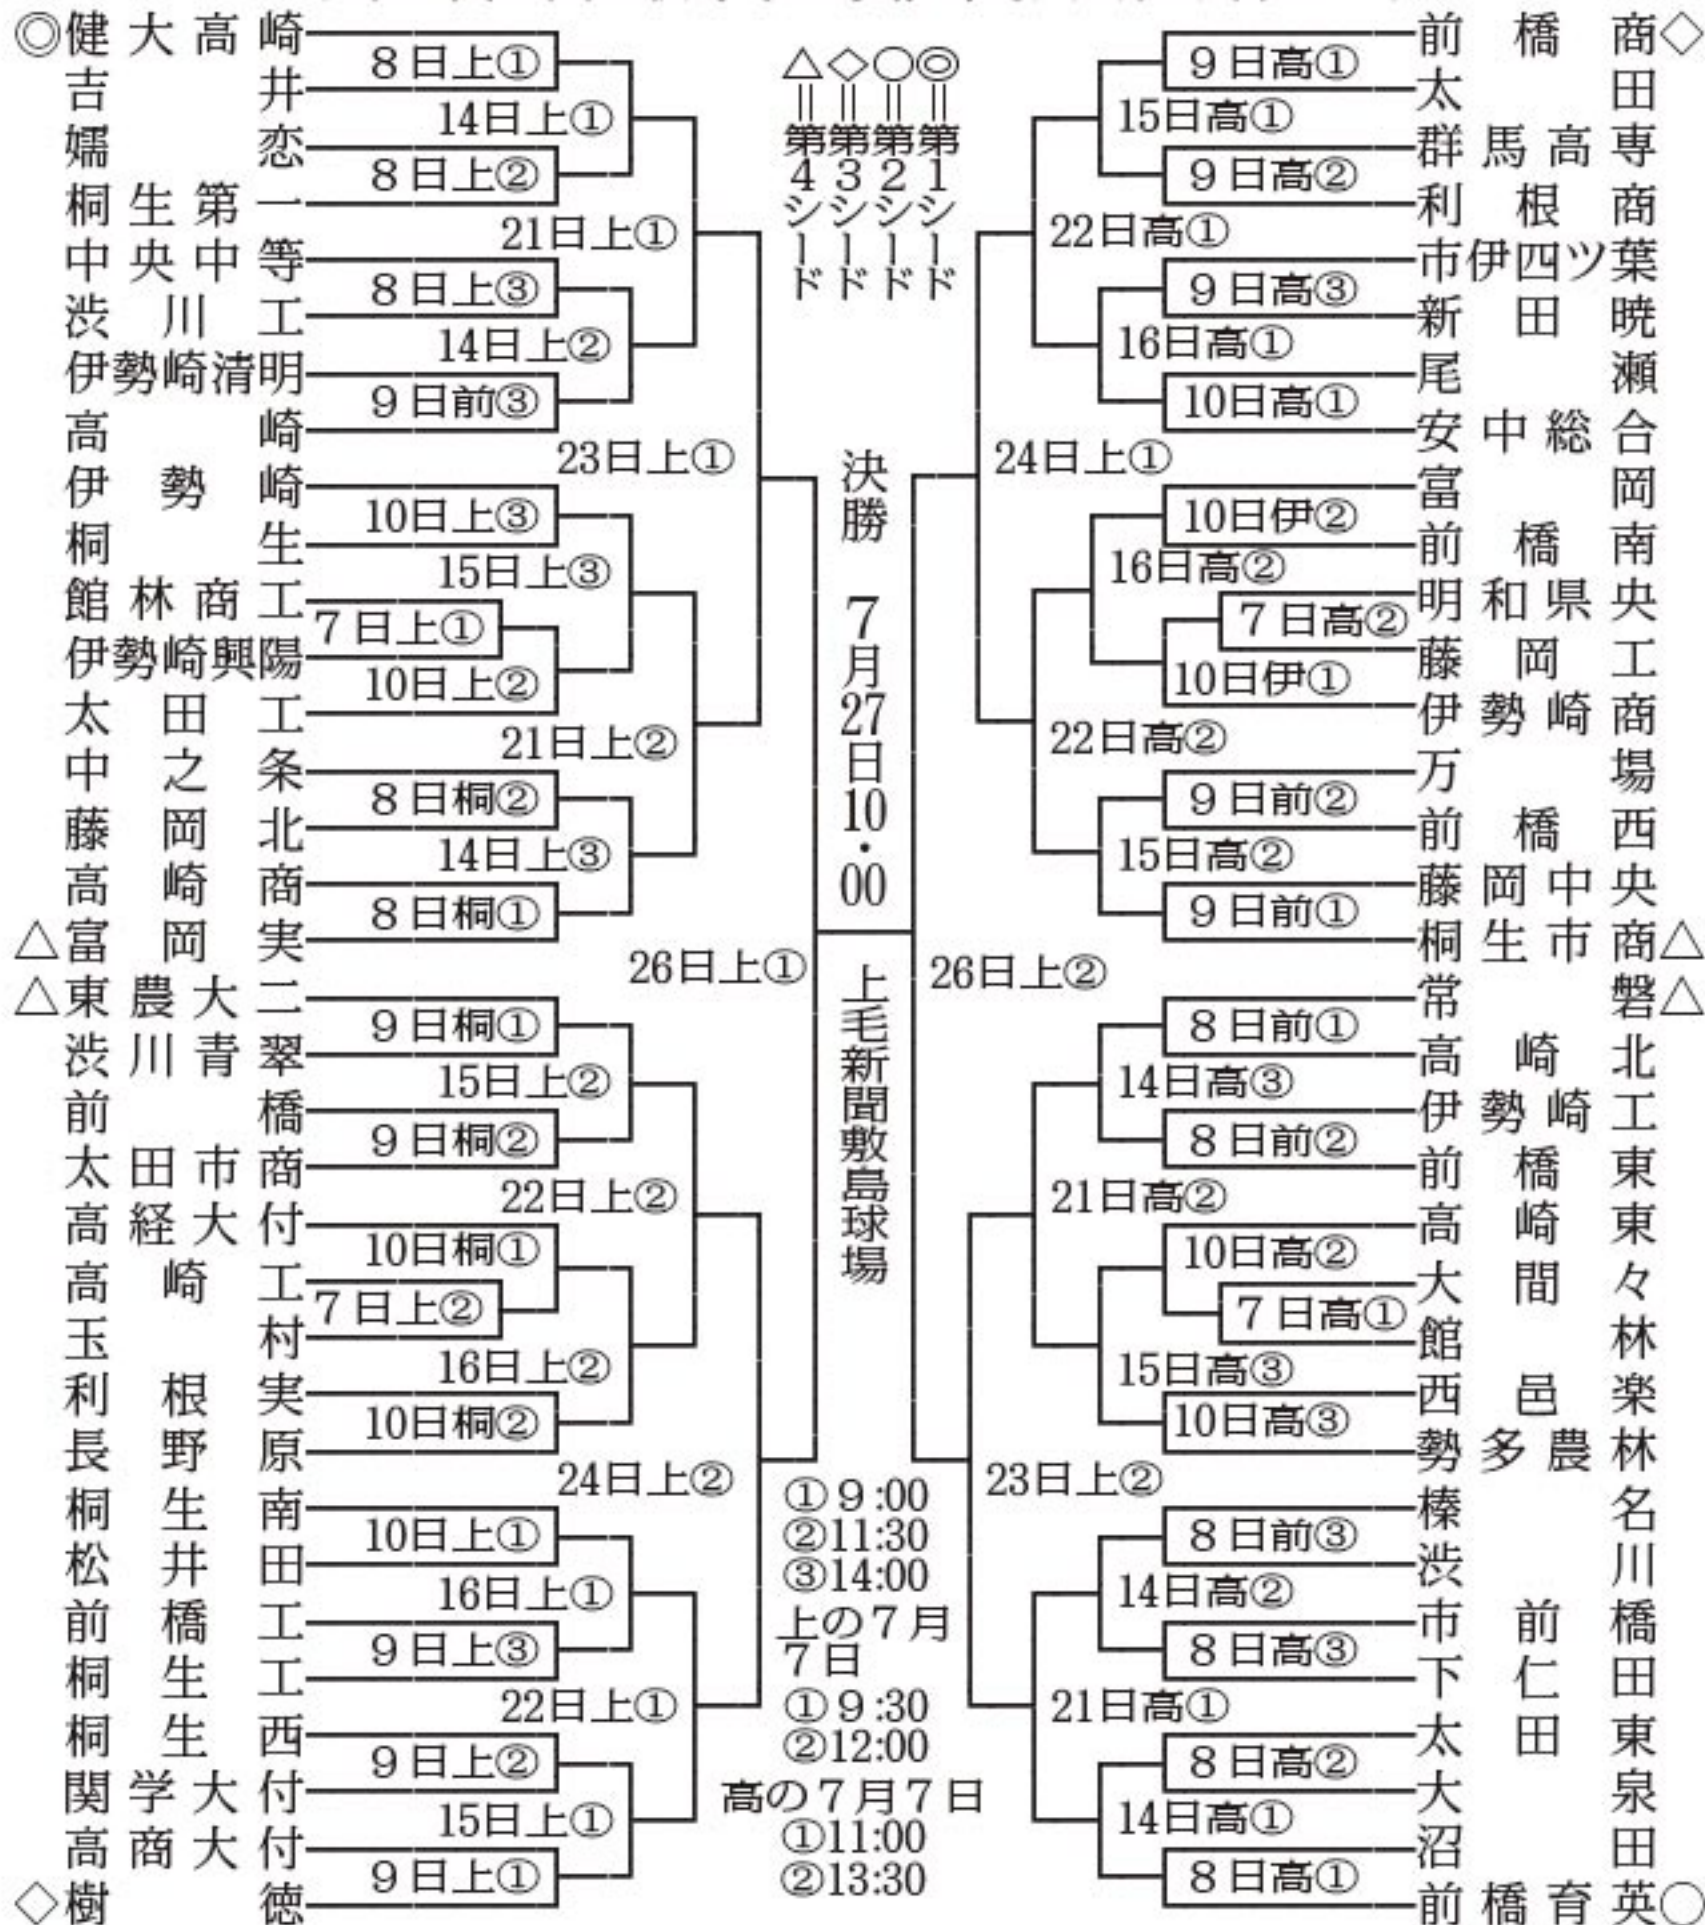 ◎健大高崎
吉井
嬬恋
桐生第一
中央中等
渋川工
伊勢崎清明
高崎
伊勢崎
桐生
館林商工
伊勢崎興陽
太田工
中之条
藤岡北
高崎商
△富岡実
△東農大二
渋川青翠
前橋
太田市商
高経大付
高崎工
玉村
利根実
長野原
桐生南
松井田
前橋工
桐生工
桐生西
関学大付
高商大付
◇樹徳
8日上①
8日上②
8日上③
9日前③
10日上③
7日上①
10日上②
8日桐②
8日桐①
9日桐①
9日桐②
10日桐①
7日上②
10日桐②
10日上①
9日上③
9日上②
9日上①
14日上①
14日上②
15日上③
14日上③
15日上②
16日上②
16日上①
15日上①
21日上①
21日上②
22日上②
22日上①
23日上①
24日上②
26日上①
◎=第1シード
○=第2シード
◇=第3シード
△=第4シード
決勝 7月27日10・00
上毛新聞敷島球場
①9:00
②11:30
③14:00
上の7月
7日
①9:30
②12:00
高の7月7日
①11:00
②13:30
26日上②
24日上①
23日上②
22日高①
22日高②
21日高②
21日高①
15日高①
16日高①
16日高②
15日高②
14日高③
15日高③
14日高②
14日高①
9日高①
9日高②
9日高③
10日高①
10日伊②
7日高②
10日伊①
9日前②
9日前①
8日前①
8日前②
10日高②
7日高①
10日高③
8日前③
8日高③
8日高②
8日高①
前橋商◇
太田
群馬高専
利根商
市伊四ツ葉
新田暁
尾瀬
安中総合
富岡
前橋南
明和県央
藤岡工
伊勢崎商
万場
前橋西
藤岡中央
桐生市商△
常磐△
高崎北
伊勢崎工
前橋東
高崎東
大間々
館林
西邑楽
勢多農林
榛名
渋川
市前橋
下仁田
太田東
大泉
沼田
前橋育英○